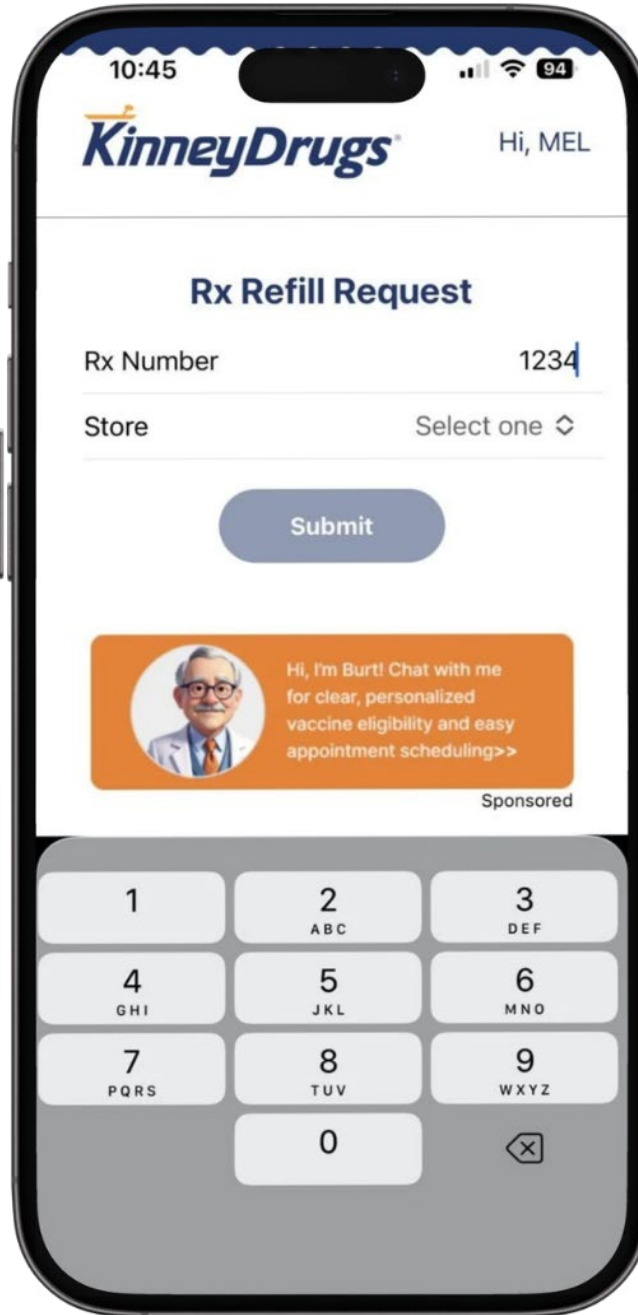 10:45
94
KinneyDrugs®
Hi, MEL
Rx Refill Request
Rx Number 1234
Store Select one
Submit
Hi, I'm Burt! Chat with me
for clear, personalized
vaccine eligibility and easy
appointment scheduling>>
Sponsored
1 2 3
ABC DEF
4 5 6
GHI JKL MNO
7 8 9
PQRS TUV WXYZ
0